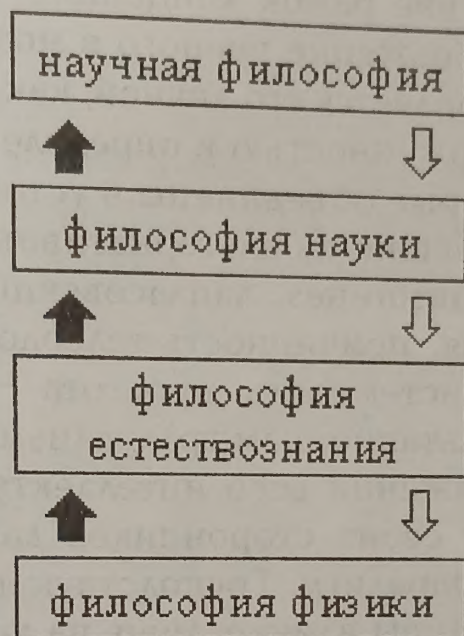 научная философия
философия науки
философия
естествознания
философия физики